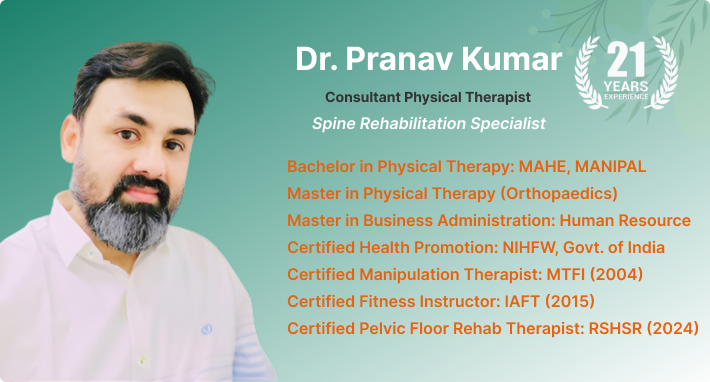 Dr. Pranav Kumar
21
YEARS
EXPERIENCE
Consultant Physical Therapist
Spine Rehabilitation Specialist
Bachelor in Physical Therapy: MAHE, MANIPAL
Master in Physical Therapy (Orthopaedics)
Master in Business Administration: Human Resource
Certified Health Promotion: NIHFW, Govt. of India
Certified Manipulation Therapist: MTFI (2004)
Certified Fitness Instructor: IAFT (2015)
Certified Pelvic Floor Rehab Therapist: RSHSR (2024)